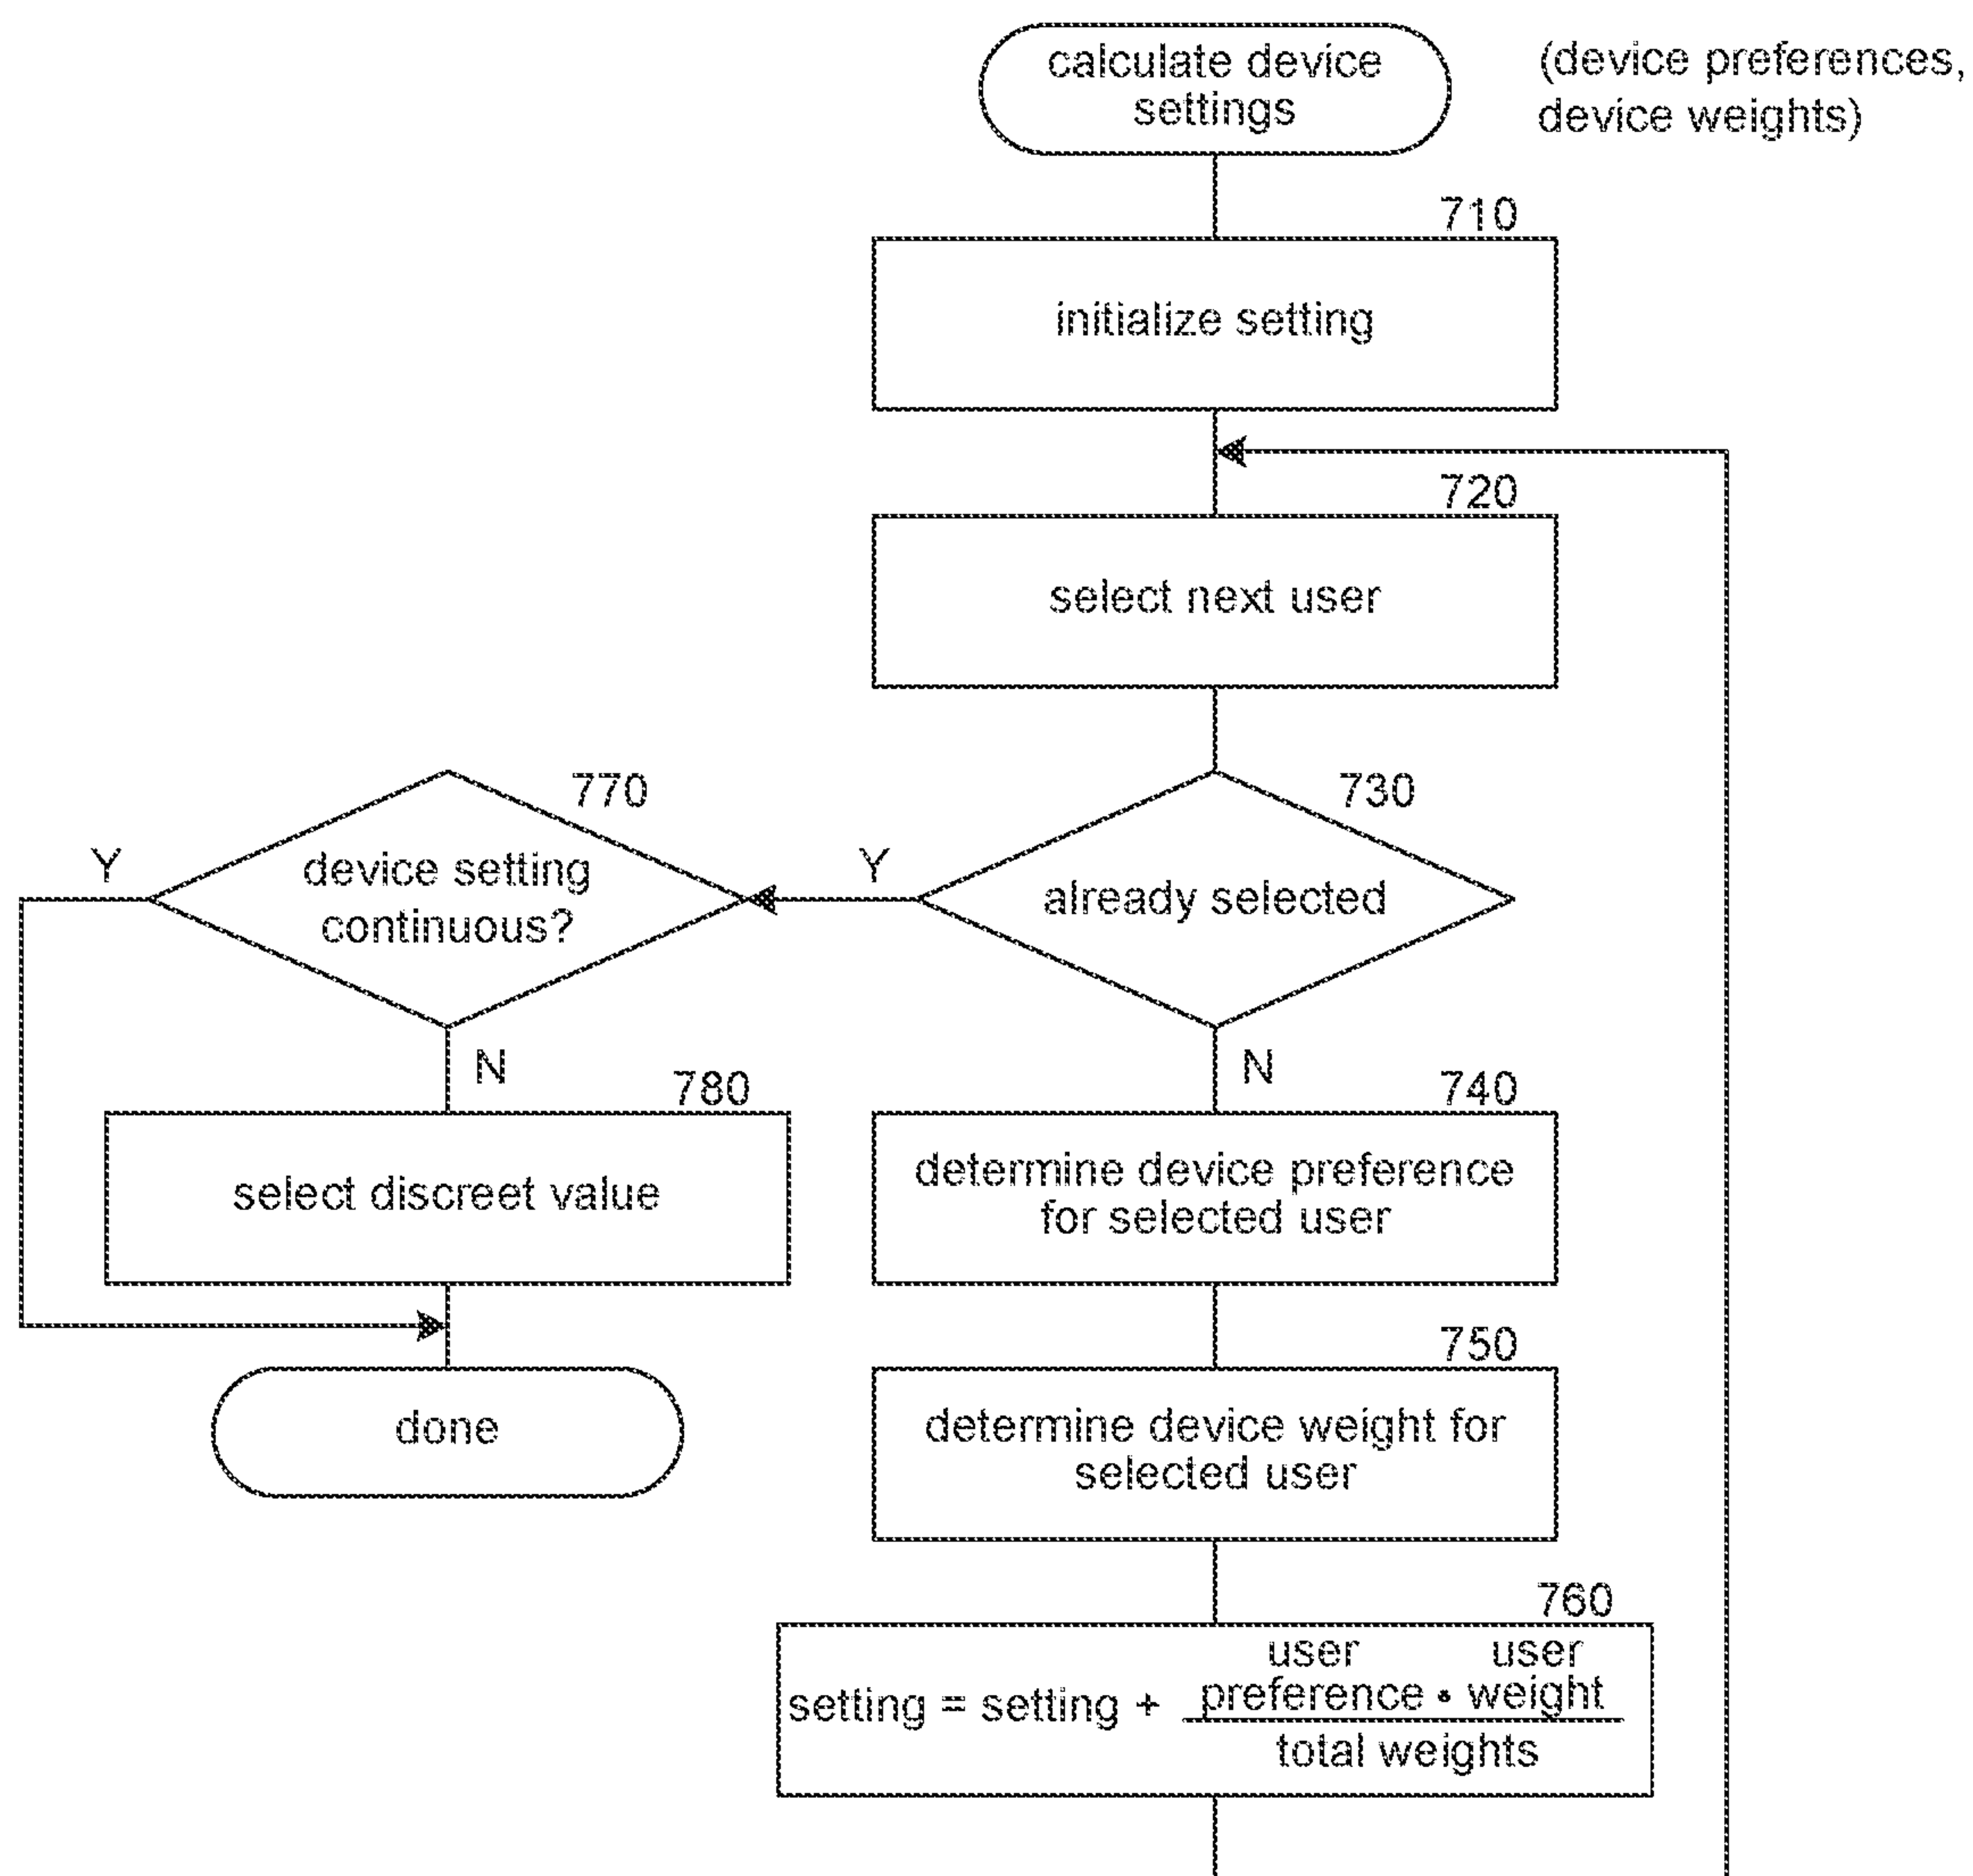 calculate device
settings
(device preferences,
device weights)
710
initialize setting
720
select next user
730
already selected
Y
N
770
device setting
continuous?
Y
N
780
select discreet value
done
740
determine device preference
for selected user
750
determine device weight for
selected user
760
user user
setting = setting + preference • weight
total weights